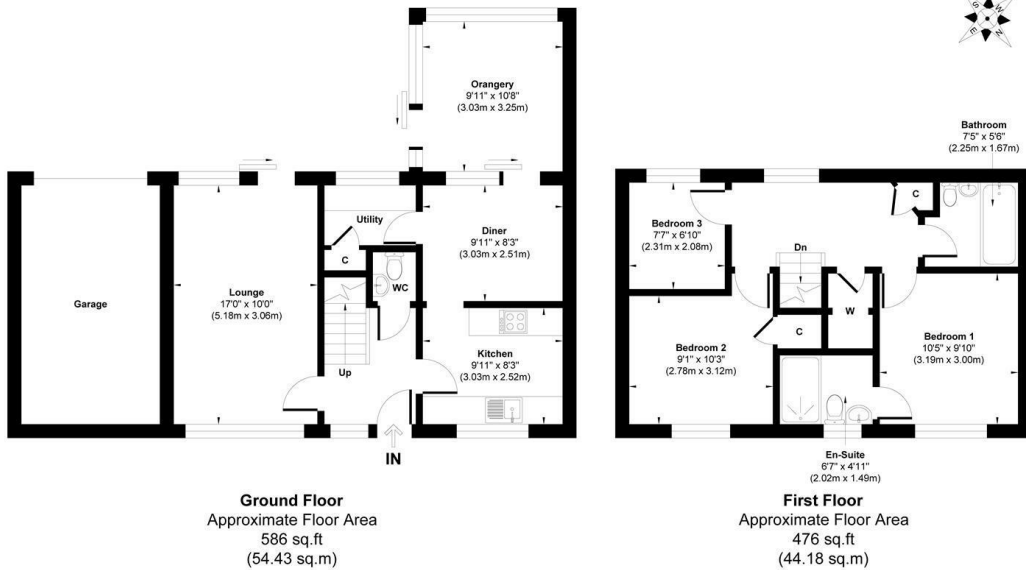 S
W
E
N
Orangery
9'11" x 10'8"
(3.03m x 3.25m)
Utility
C
WC
Diner
9'11" x 8'3"
(3.03m x 2.51m)
Garage
Lounge
17'0" x 10'0"
(5.18m x 3.06m)
Up
Kitchen
9'11" x 8'3"
(3.03m x 2.52m)
IN
Ground Floor
Approximate Floor Area
586 sq.ft
(54.43 sq.m)
Bathroom
7'5" x 5'6"
(2.25m x 1.67m)
C
Bedroom 3
7'7" x 6'10"
(2.31m x 2.08m)
Dn
W
C
Bedroom 2
9'1" x 10'3"
(2.78m x 3.12m)
Bedroom 1
10'5" x 9'10"
(3.19m x 3.00m)
En-Suite
6'7" x 4'11"
(2.02m x 1.49m)
First Floor
Approximate Floor Area
476 sq.ft
(44.18 sq.m)